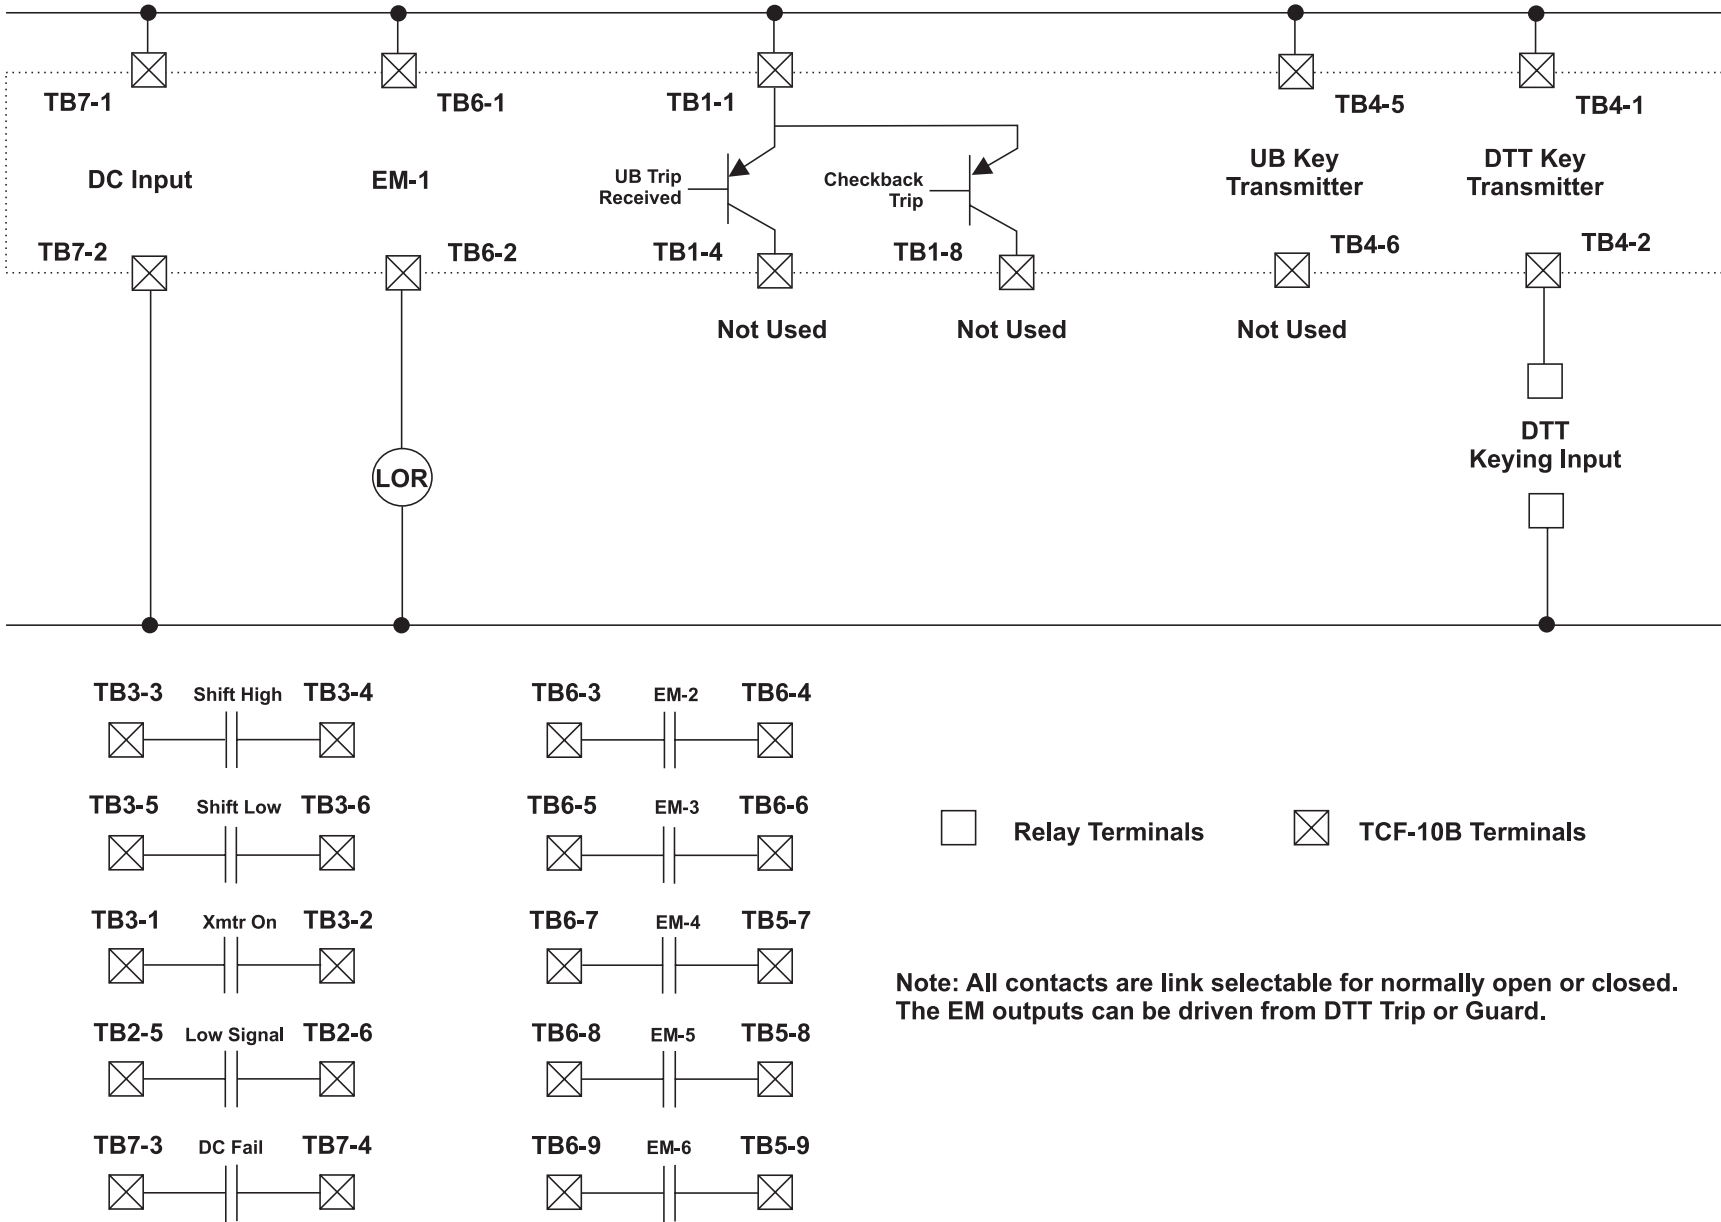 TB7-1
TB6-1
TB1-1
TB4-5
TB4-1
DC Input
EM-1
UB Trip
Received
Checkback
Trip
UB Key
Transmitter
DTT Key
Transmitter
TB7-2
TB6-2
TB1-4
TB1-8
TB4-6
TB4-2
Not Used
Not Used
Not Used
DTT
Keying Input
LOR
TB3-3 Shift High TB3-4
TB6-3 EM-2 TB6-4
TB3-5 Shift Low TB3-6
TB6-5 EM-3 TB6-6
Relay Terminals
TCF-10B Terminals
TB3-1 Xmtr On TB3-2
TB6-7 EM-4 TB5-7
Note: All contacts are link selectable for normally open or closed.
The EM outputs can be driven from DTT Trip or Guard.
TB2-5 Low Signal TB2-6
TB6-8 EM-5 TB5-8
TB7-3 DC Fail TB7-4
TB6-9 EM-6 TB5-9